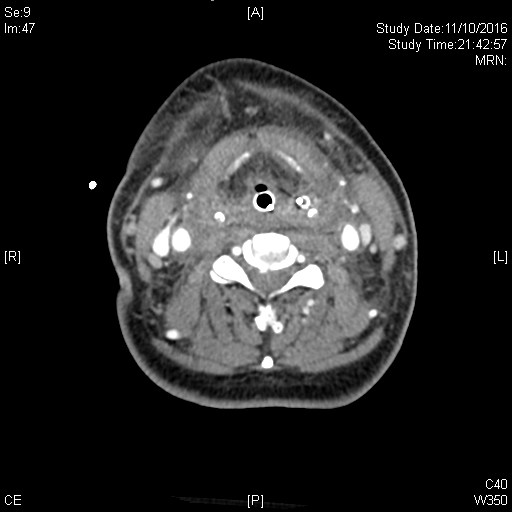 Se:9
Im:47
[A]
Study Date:11/10/2016
Study Time:21:42:57
MRN:
[R]
[L]
CE
[P]
C40
W350